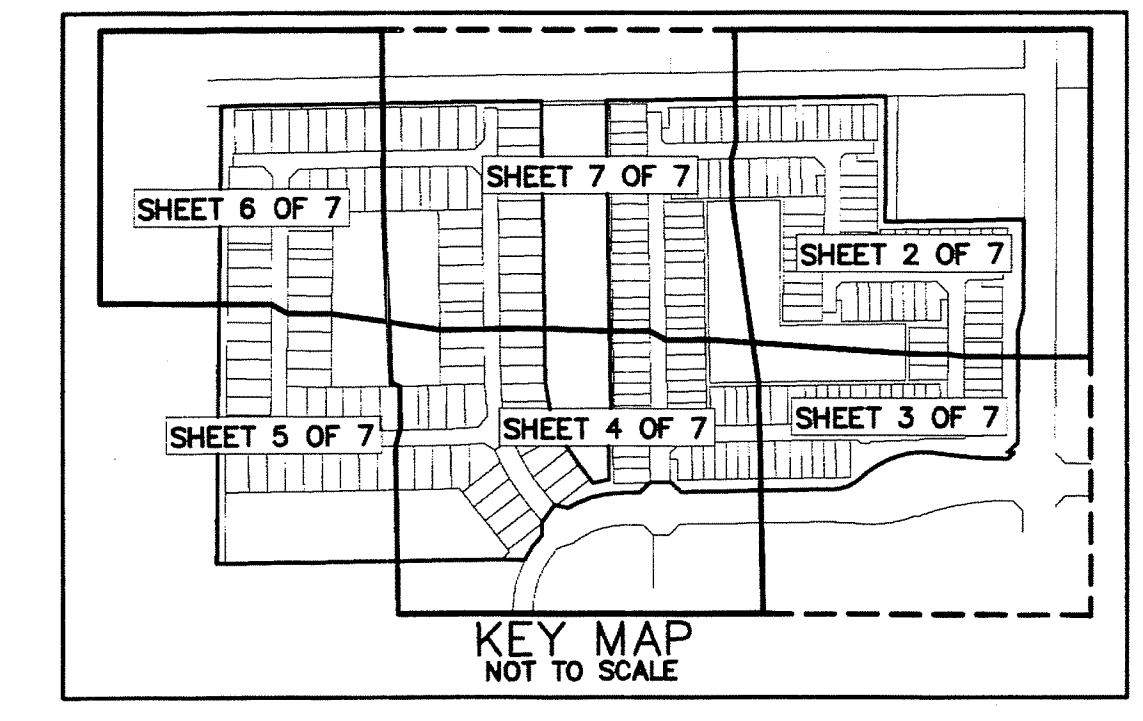 SHEET 7 OF 7
SHEET 6 OF 7
SHEET 2 OF 7
SHEET 5 OF 7
SHEET 4 OF 7
SHEET 3 OF 7
KEY MAP
NOT TO SCALE